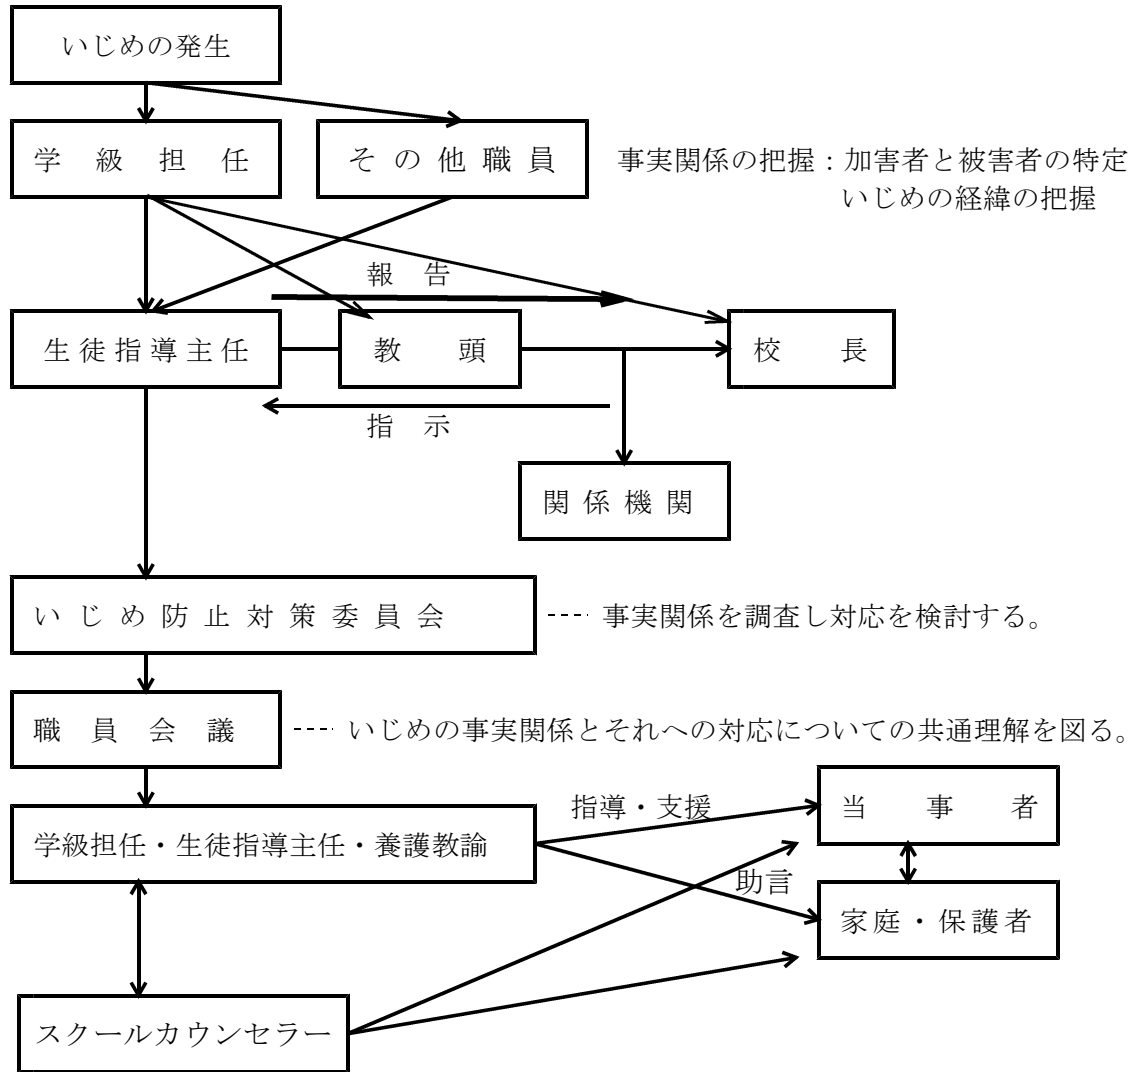 いじめの発生
学級担任
その他職員
事実関係の把握：加害者と被害者の特定
いじめの経緯の把握
報告
生徒指導主任
教頭
校長
指示
関係機関
いじめ防止対策委員会
事実関係を調査し対応を検討する。
職員会議
いじめの事実関係とそれへの対応についての共通理解を図る。
指導・支援
当事者
学級担任・生徒指導主任・養護教諭
助言
家庭・保護者
スクールカウンセラー